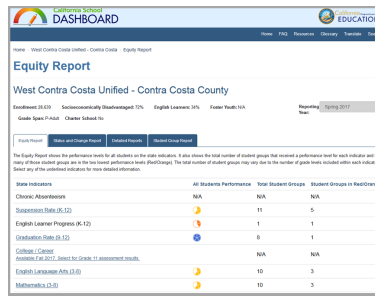 California School
DASHBOARD
California
EDUCATIO
Home FAQ Resources Glossary Translate Sea
Home West Contra Costa Unified - Contra Costa Equity Report
Equity Report
West Contra Costa Unified - Contra Costa County
Enrollment: 28,639 Socioeconomically Disadvantaged: 72% English Learners: 34% Foster Youth: N/A Reporting Year: Spring 2017
Grade Span: P-Adult Charter School: No
Equity Report Status and Change Report Detailed Reports Student Group Report
The Equity Report shows the performance levels for all students on the state indicators. It also shows the total number of student groups that received a performance level for each indicator and
many of those student groups are in the two lowest performance levels (Red/Orange). The total number of student groups may vary due to the number of grade levels included within each indicat
Select any of the underlined indicators for more detailed information.
State Indicators All Students Performance Total Student Groups Student Groups in Red/Oran
Chronic Absenteeism N/A N/A N/A
Suspension Rate (K-12) 11 5
English Learner Progress (K-12) 1 1
Graduation Rate (9-12) 8 1
College / Career N/A N/A
Available Fall 2017. Select for Grade 11 assessment results.
English Language Arts (3-8) 10 3
Mathematics (3-8) 10 3